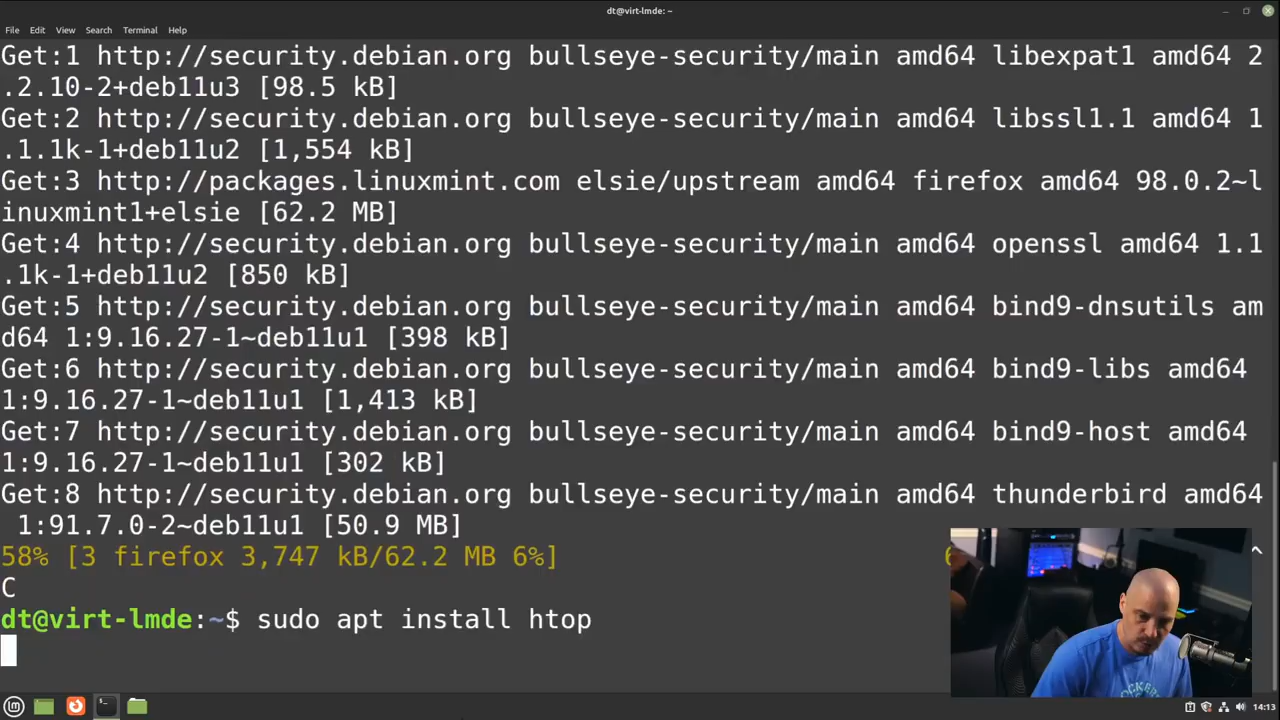 dt@virt-lmde: ~
File Edit View Search Terminal Help
Get:1 http://security.debian.org bullseye-security/main amd64 libexpat1 amd64 2
.2.10-2+deb11u3 [98.5 kB]
Get:2 http://security.debian.org bullseye-security/main amd64 libssl1.1 amd64 1
.1.1k-1+deb11u2 [1,554 kB]
Get:3 http://packages.linuxmint.com elsie/upstream amd64 firefox amd64 98.0.2~l
inuxmint1+elsie [62.2 MB]
Get:4 http://security.debian.org bullseye-security/main amd64 openssl amd64 1.1
.1k-1+deb11u2 [850 kB]
Get:5 http://security.debian.org bullseye-security/main amd64 bind9-dnsutils am
d64 1:9.16.27-1~deb11u1 [398 kB]
Get:6 http://security.debian.org bullseye-security/main amd64 bind9-libs amd64
1:9.16.27-1~deb11u1 [1,413 kB]
Get:7 http://security.debian.org bullseye-security/main amd64 bind9-host amd64
1:9.16.27-1~deb11u1 [302 kB]
Get:8 http://security.debian.org bullseye-security/main amd64 thunderbird amd64
 1:91.7.0-2~deb11u1 [50.9 MB]
58% [3 firefox 3,747 kB/62.2 MB 6%] ^
C
dt@virt-lmde:~$ sudo apt install htop
14:13